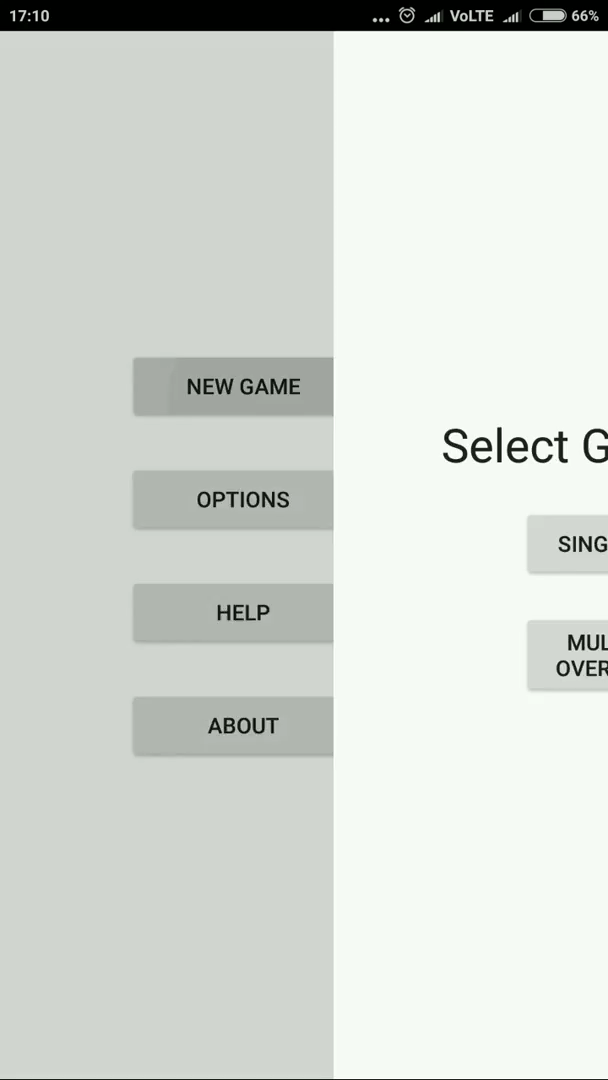 17:10 ... VoLTE 66%
NEW GAME
OPTIONS
HELP
ABOUT
Select G
SING
MUL
OVER